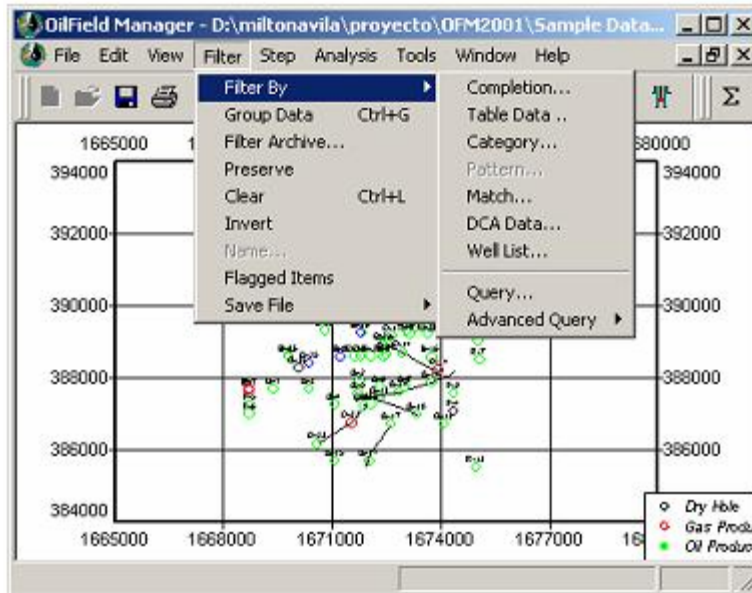 OilField Manager - D:\miltonavila\proyecto\OFM2001\Sample Data...
File Edit View Filter Step Analysis Tools Window Help
Filter By
Group Data Ctrl+G
Filter Archive...
Preserve
Clear Ctrl+L
Invert
Name...
Flagged Items
Save File
Completion...
Table Data ..
Category...
Pattern...
Match...
DCA Data...
Well List...
Query...
Advanced Query
Σ
1665000 680000
394000 394000
392000 392000
390000 390000
388000 388000
386000 386000
384000
1665000 1668000 1671000 1674000 1677000
Dry Hole
Gas Produ
Oil Produc